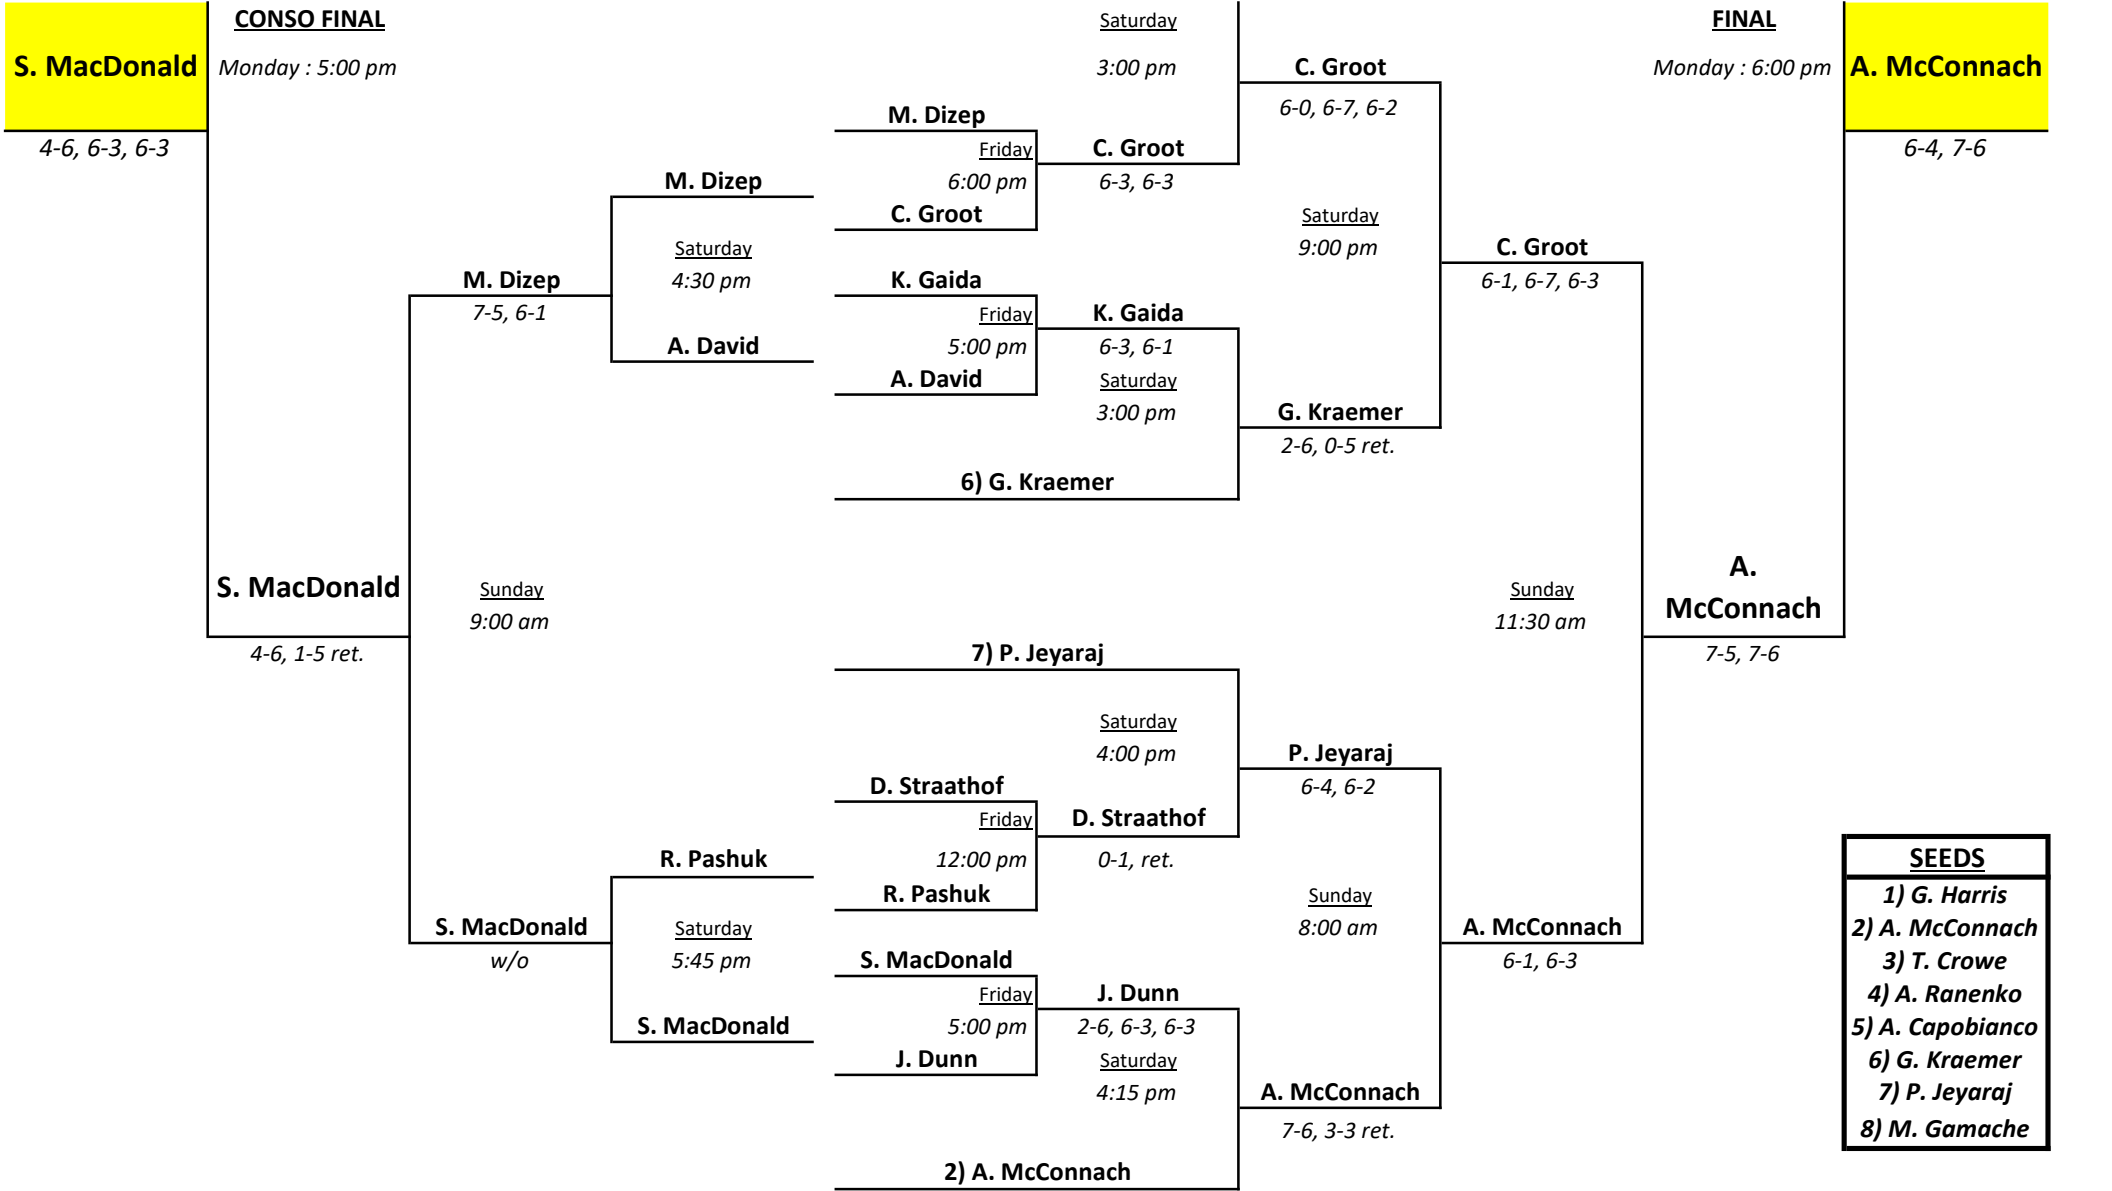 CONSO FINAL
Saturday
FINAL
S. MacDonald
Monday : 5:00 pm
3:00 pm
C. Groot
Monday : 6:00 pm
A. McConnach
6-0, 6-7, 6-2
M. Dizep
4-6, 6-3, 6-3
Friday
C. Groot
6-4, 7-6
M. Dizep
6:00 pm
6-3, 6-3
C. Groot
Saturday
Saturday
9:00 pm
C. Groot
M. Dizep
4:30 pm
K. Gaida
6-1, 6-7, 6-3
7-5, 6-1
Friday
K. Gaida
A. David
5:00 pm
6-3, 6-1
A. David
Saturday
3:00 pm
G. Kraemer
2-6, 0-5 ret.
6) G. Kraemer
A.
S. MacDonald
Sunday
Sunday
McConnach
9:00 am
11:30 am
4-6, 1-5 ret.
7) P. Jeyaraj
7-5, 7-6
Saturday
4:00 pm
P. Jeyaraj
D. Straathof
6-4, 6-2
Friday
D. Straathof
R. Pashuk
12:00 pm
0-1, ret.
SEEDS
R. Pashuk
Sunday
1) G. Harris
S. MacDonald
Saturday
8:00 am
A. McConnach
2) A. McConnach
w/o
5:45 pm
S. MacDonald
6-1, 6-3
3) T. Crowe
Friday
J. Dunn
4) A. Ranenko
S. MacDonald
5:00 pm
2-6, 6-3, 6-3
5) A. Capobianco
J. Dunn
Saturday
6) G. Kraemer
4:15 pm
A. McConnach
7) P. Jeyaraj
7-6, 3-3 ret.
8) M. Gamache
2) A. McConnach